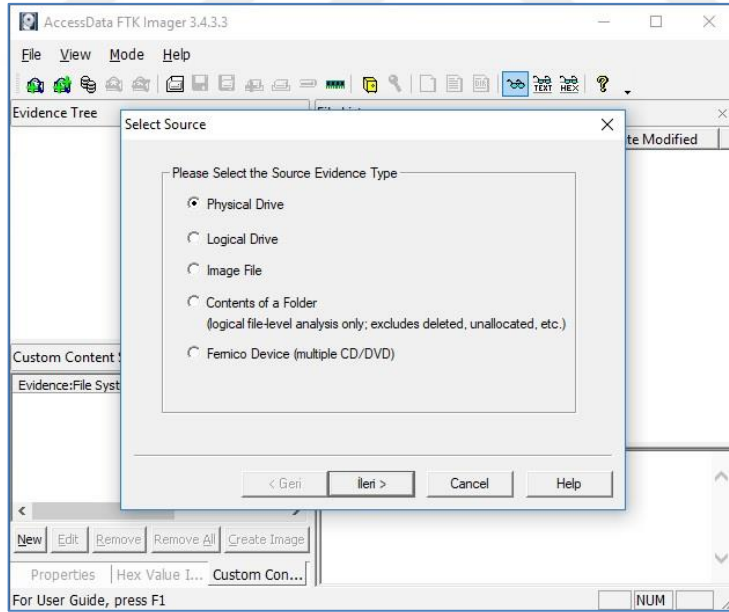 AccessData FTK Imager 3.4.3.3
File View Mode Help
TEXT HEX
Evidence Tree
te Modified
Select Source
Please Select the Source Evidence Type
Physical Drive
Logical Drive
Image File
Contents of a Folder
(logical file-level analysis only; excludes deleted, unallocated, etc.)
Fernico Device (multiple CD/DVD)
< Geri İleri > Cancel Help
Custom Content
Evidence:File Syst
New Edit Remove Remove All Create Image
Properties Hex Value I... Custom Con...
For User Guide, press F1
NUM